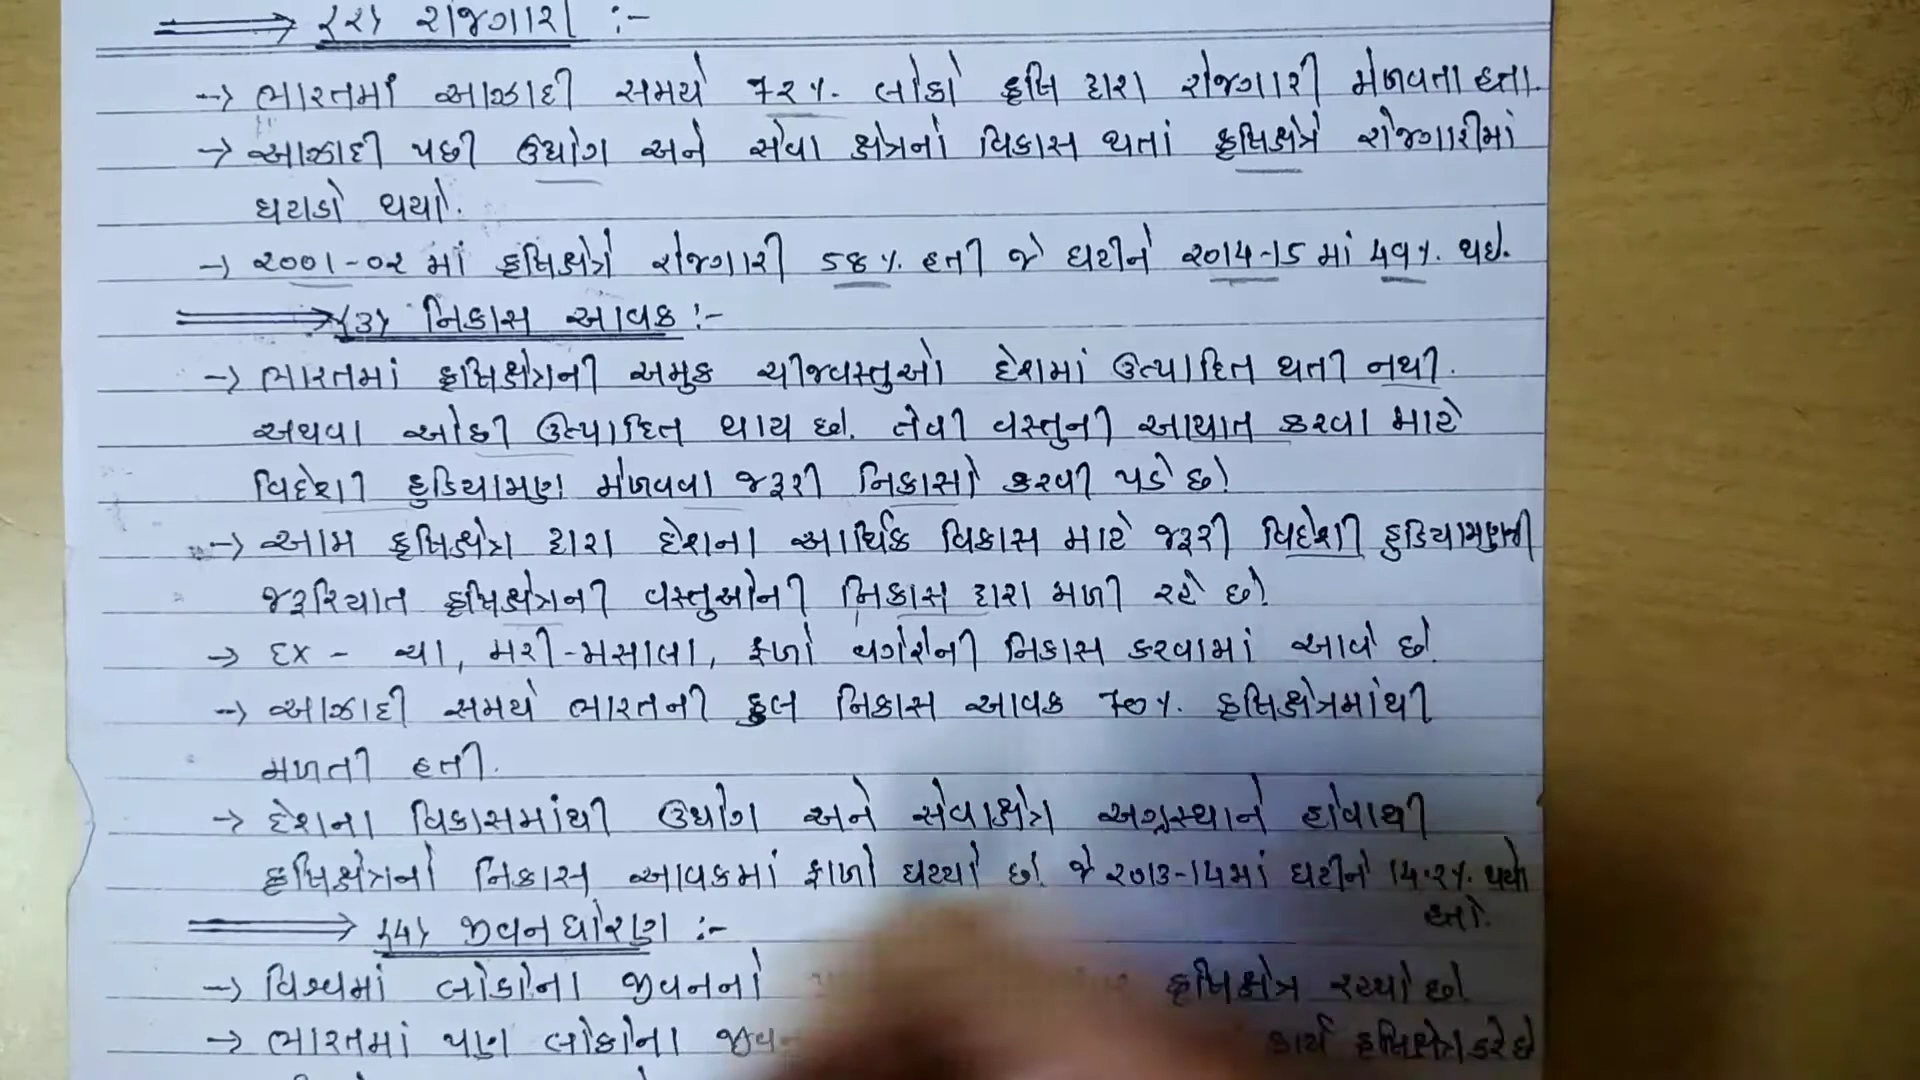 {૨} રોજગારી :-
→ ભારતમાં આઝાદી સમયે ૭૨%. લોકો કૃષિ દ્વારા રોજગારી મેળવતા હતા.
→ આઝાદી પછી ઉદ્યોગ અને સેવા ક્ષેત્રનો વિકાસ થતાં કૃષિક્ષેત્રે રોજગારીમાં
ઘટાડો થયો.
→ ૨૦૦૧-૦૨ માં કૃષિક્ષેત્રે રોજગારી ૫૮%. હતી જે ઘટીને ૨૦૧૪-૧૫ માં ૪૯%. થઇ.
{૩} નિકાસ આવક :-
→ ભારતમાં કૃષિક્ષેત્રની અમુક ચીજવસ્તુઓ દેશમાં ઉત્પાદિત થતી નથી.
અથવા ઓછી ઉત્પાદિત થાય છે. તેવી વસ્તુની આયાત કરવા માટે
વિદેશી હુડિયામણ મેળવવા જરૂરી નિકાસો કરવી પડે છે.
→ આમ કૃષિક્ષેત્ર દ્વારા દેશના આર્થિક વિકાસ માટે જરૂરી વિદેશી હુડિયામણની
જરૂરિયાત કૃષિક્ષેત્રની વસ્તુઓની નિકાસ દ્વારા મળી રહે છે.
→ Ex - ચા, મરી-મસાલા, ફળો વગેરેની નિકાસ કરવામાં આવે છે.
→ આઝાદી સમયે ભારતની કુલ નિકાસ આવક ૭૦%. કૃષિક્ષેત્રમાંથી
મળતી હતી.
→ દેશના વિકાસમાંથી ઉદ્યોગ અને સેવાક્ષેત્ર અગ્રસ્થાને હોવાથી
કૃષિક્ષેત્રનો નિકાસ આવકમાં ફાળો ઘટ્યો છે. જે ૨૦૧૩-૧૪માં ઘટીને ૧૪.૨%. થયો
હતો.
{૪} જીવનધોરણ :-
→ વિશ્વમાં લોકોના જીવનનો કૃષિક્ષેત્ર રહ્યો છે.
→ ભારતમાં પણ લોકોના કાર્ય કૃષિક્ષેત્ર કરે છે